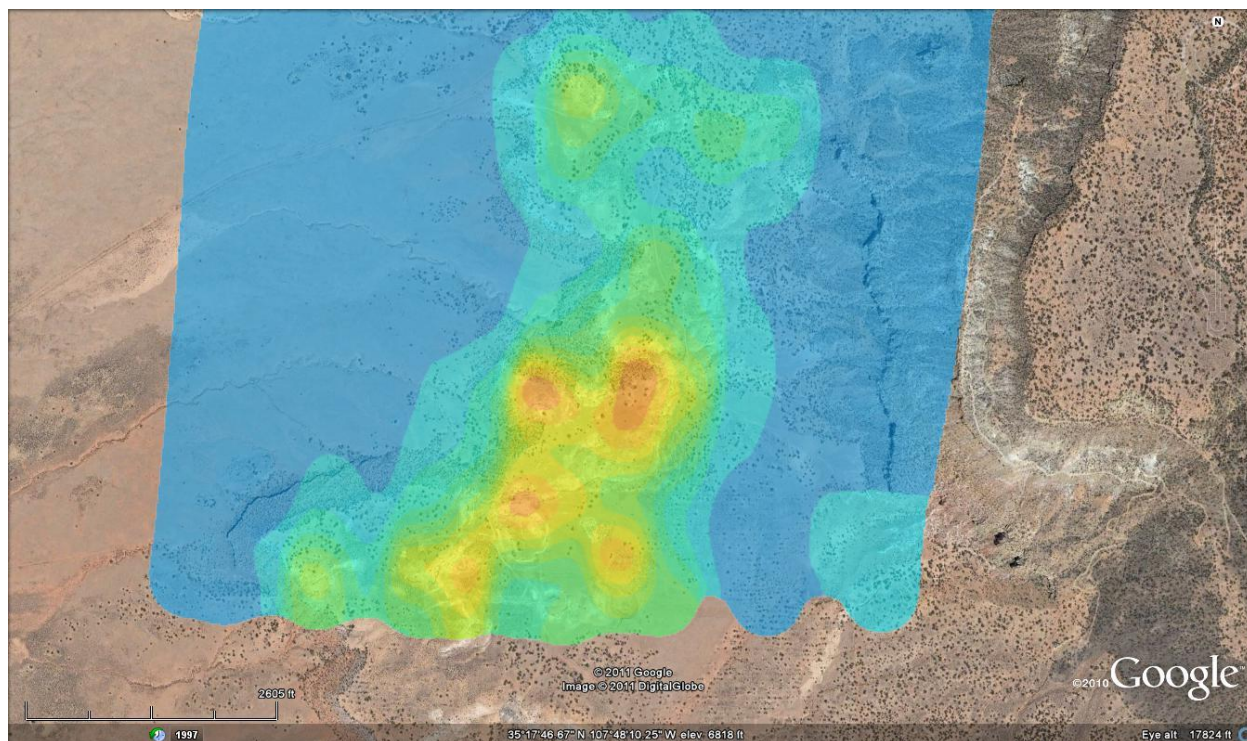 N
2605 ft
© 2011 Google
Image © 2011 DigitalGlobe
©2010 Google™
1997
35°17'46.67" N 107°48'10.25" W elev 6818 ft
Eye alt 17824 ft